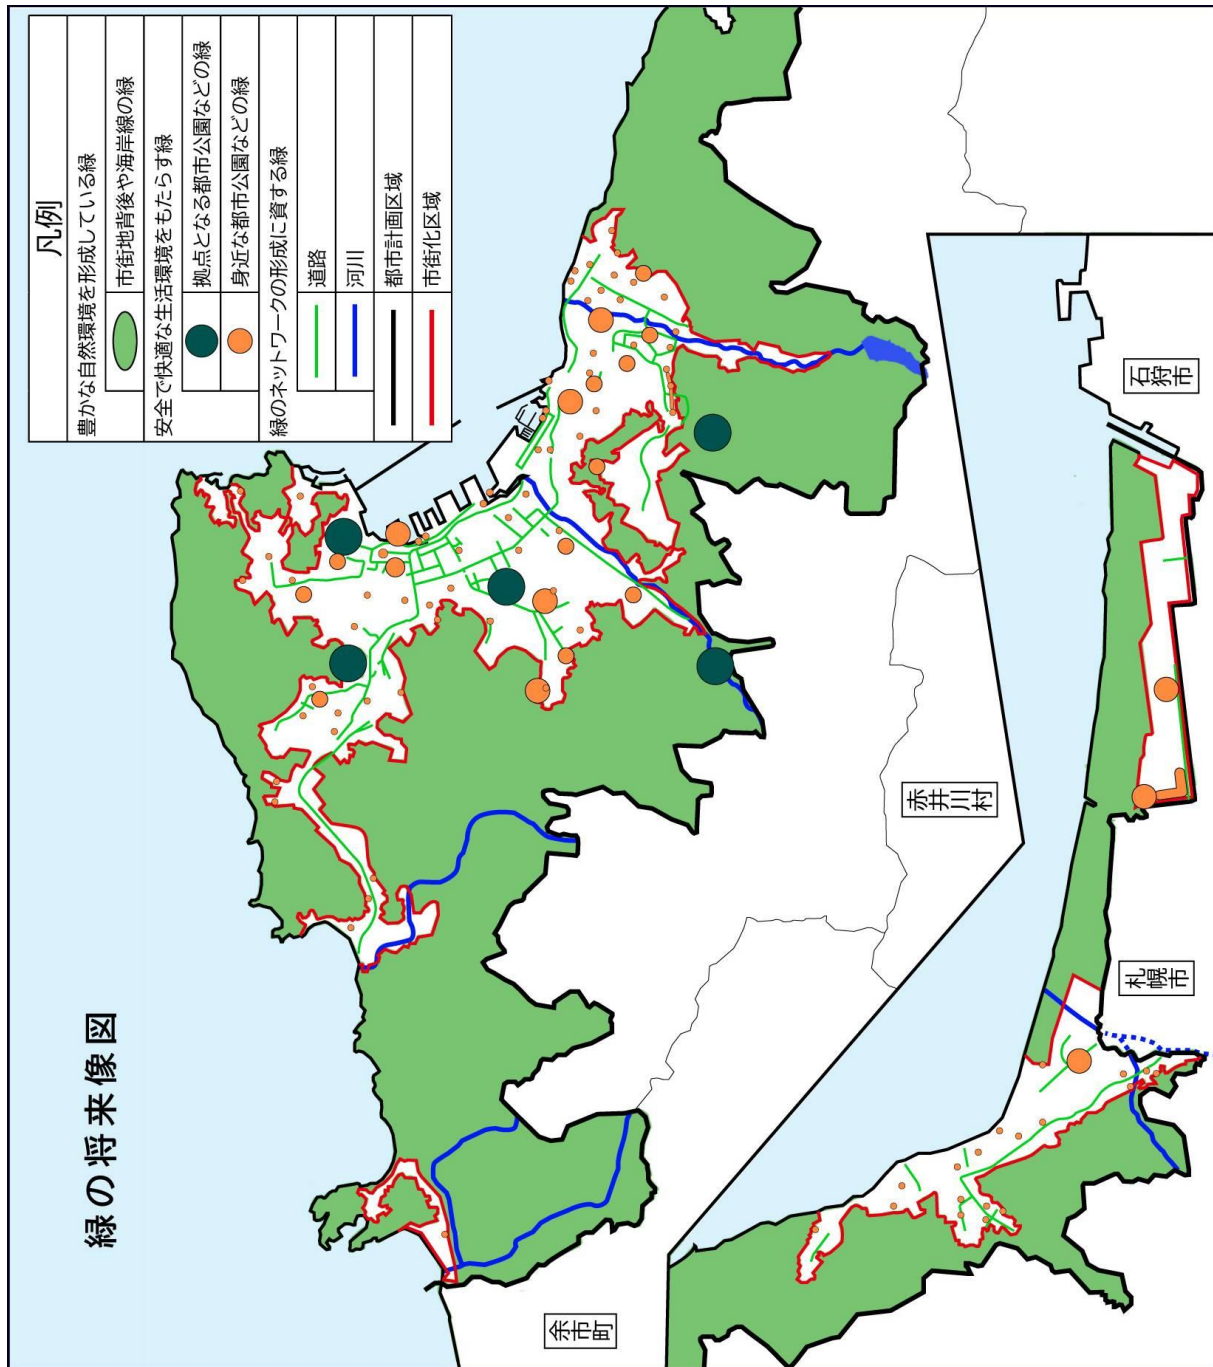 緑の将来像図
凡例
豊かな自然環境を形成している緑
市街地背後や海岸線の緑
安全で快適な生活環境をもたらす緑
拠点となる都市公園などの緑
身近な都市公園などの緑
緑のネットワークの形成に資する緑
道路
河川
都市計画区域
市街化区域
余市町
赤井川村
札幌市
石狩市